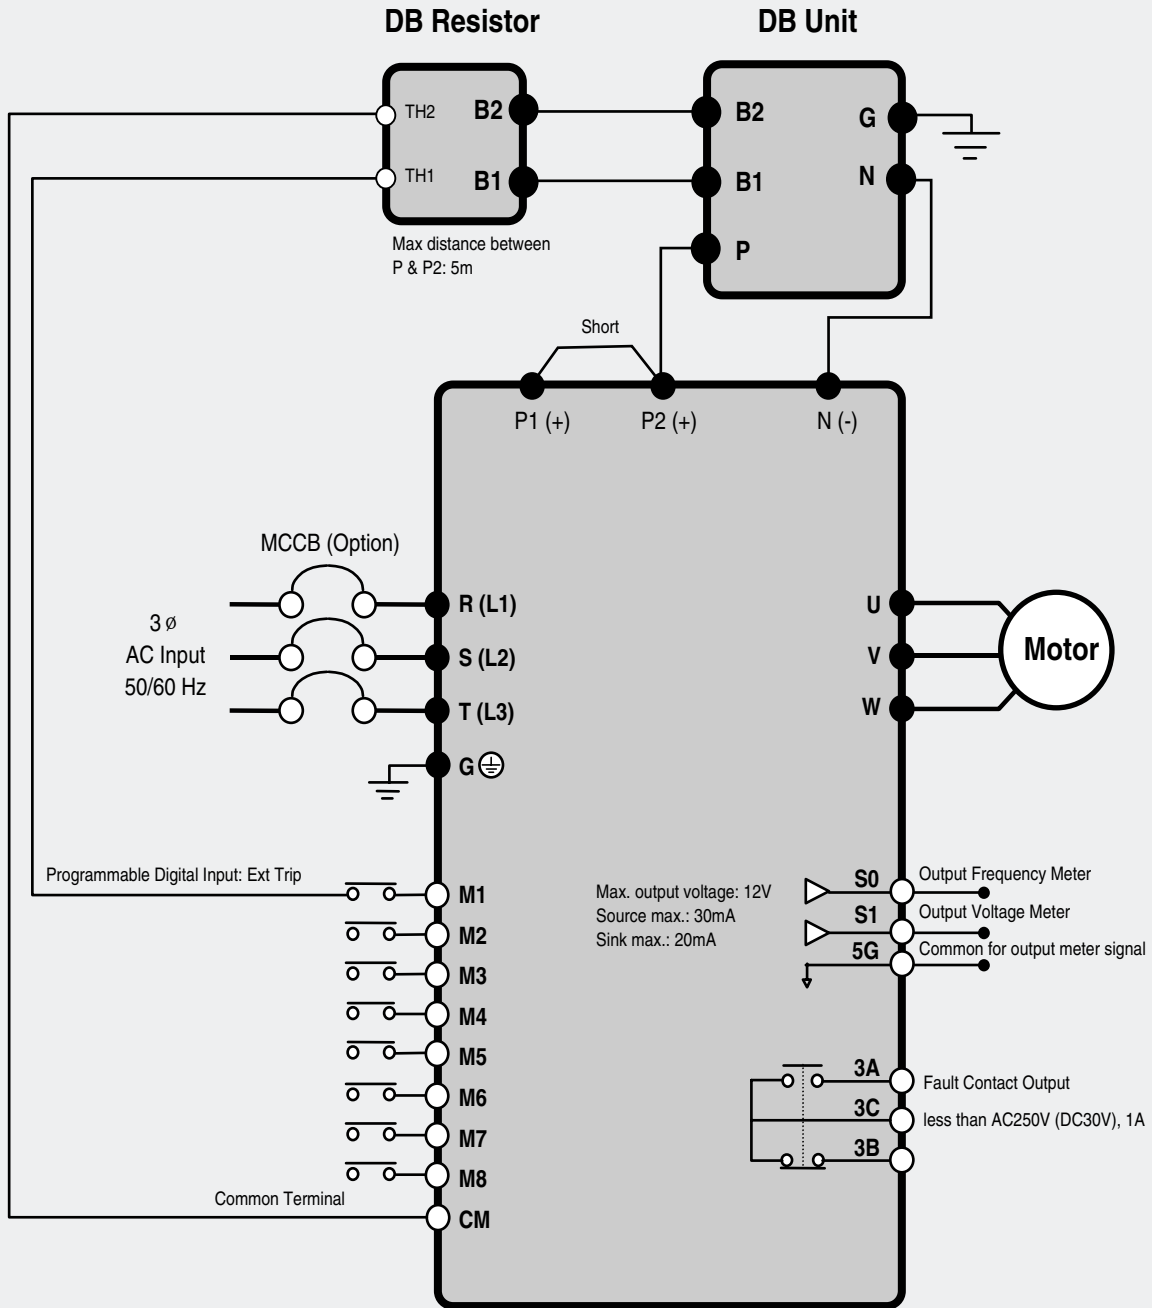 DB Resistor
DB Unit
TH2
B2
TH1
B1
B2
G
B1
N
P
Max distance between
P & P2: 5m
Short
P1 (+)
P2 (+)
N (-)
MCCB (Option)
3 ø
AC Input
50/60 Hz
R (L1)
S (L2)
T (L3)
G
U
V
W
Motor
Programmable Digital Input: Ext Trip
M1
M2
M3
M4
M5
M6
M7
M8
Common Terminal
CM
Max. output voltage: 12V
Source max.: 30mA
Sink max.: 20mA
S0
Output Frequency Meter
S1
Output Voltage Meter
5G
Common for output meter signal
3A
Fault Contact Output
3C
less than AC250V (DC30V), 1A
3B